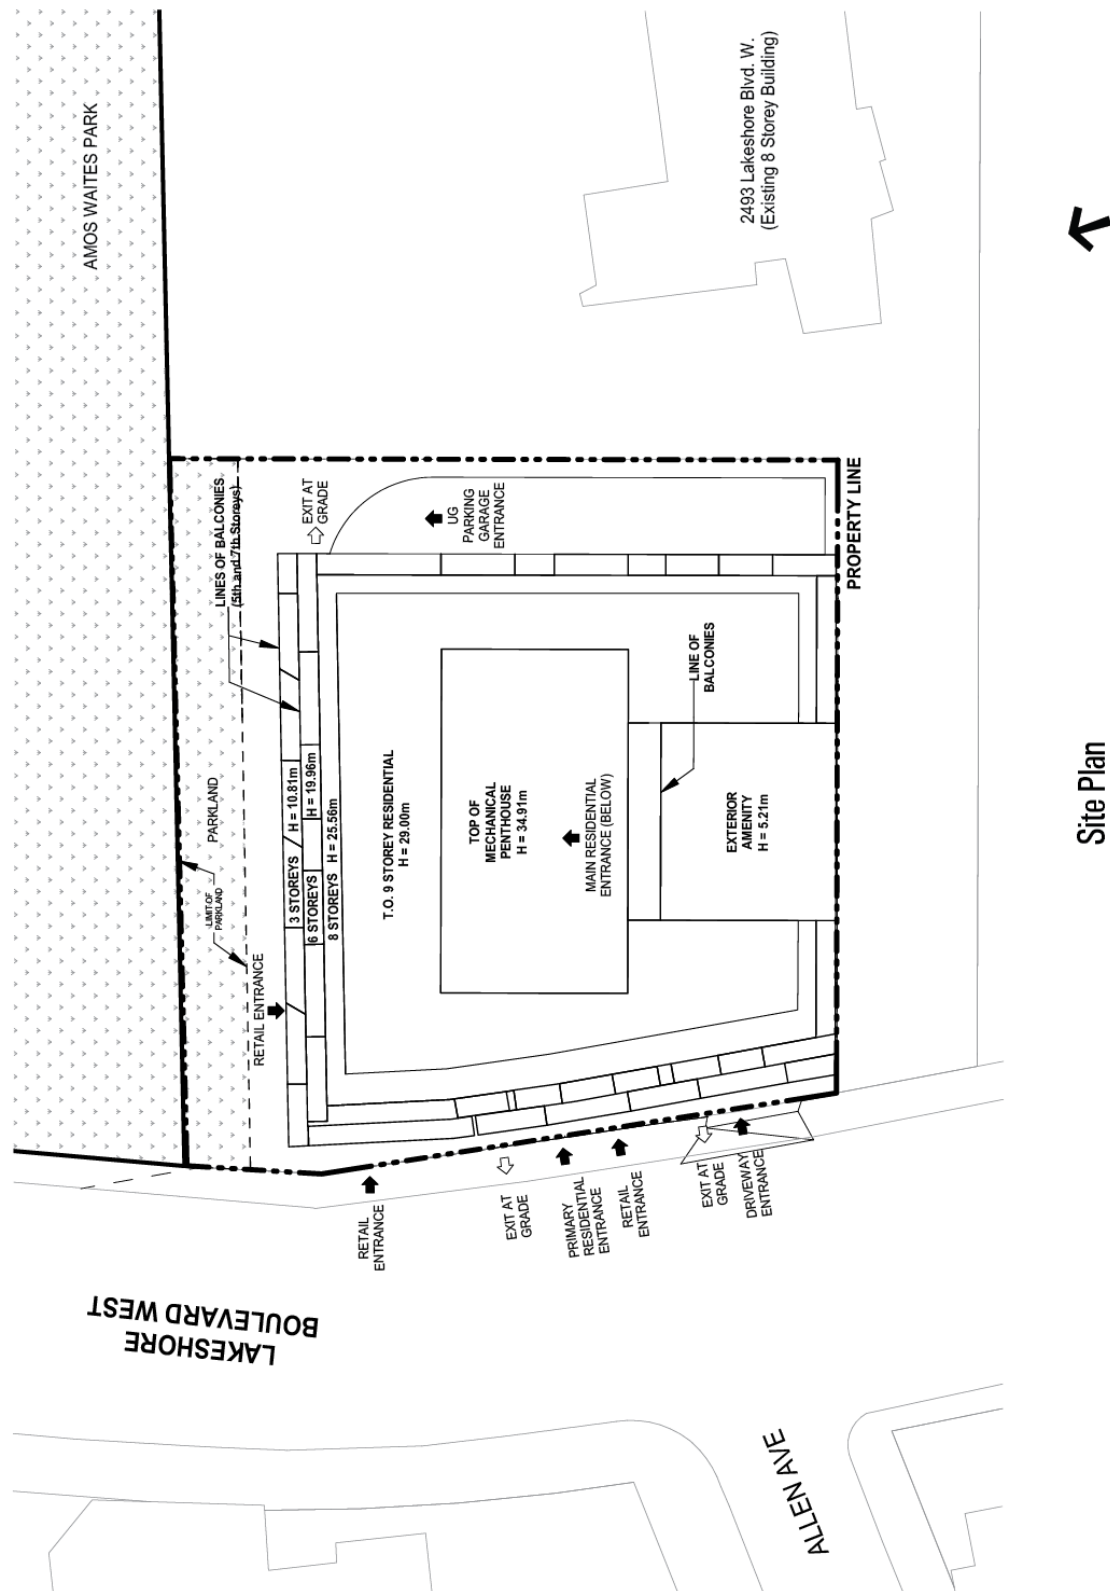 AMOS WAITES PARK
2493 Lakeshore Blvd. W.
(Existing 8 Storey Building)
LINES OF BALCONIES
(5th and 7th Storeys)
EXIT AT
GRADE
UG
PARKING
GARAGE
ENTRANCE
PROPERTY LINE
PARKLAND
LIMIT OF
PARKLAND
RETAIL ENTRANCE
3 STOREYS H = 10.81m
6 STOREYS H = 19.96m
8 STOREYS H = 25.56m
T.O. 9 STOREY RESIDENTIAL
H = 29.00m
TOP OF
MECHANICAL
PENTHOUSE
H = 34.91m
MAIN RESIDENTIAL
ENTRANCE (BELOW)
LINE OF
BALCONIES
EXTERIOR
AMENITY
H = 5.21m
RETAIL
ENTRANCE
EXIT AT
GRADE
PRIMARY
RESIDENTIAL
ENTRANCE
RETAIL
ENTRANCE
EXIT AT
GRADE
DRIVEWAY
ENTRANCE
LAKESHORE
BOULEVARD WEST
ALLEN AVE
Site Plan